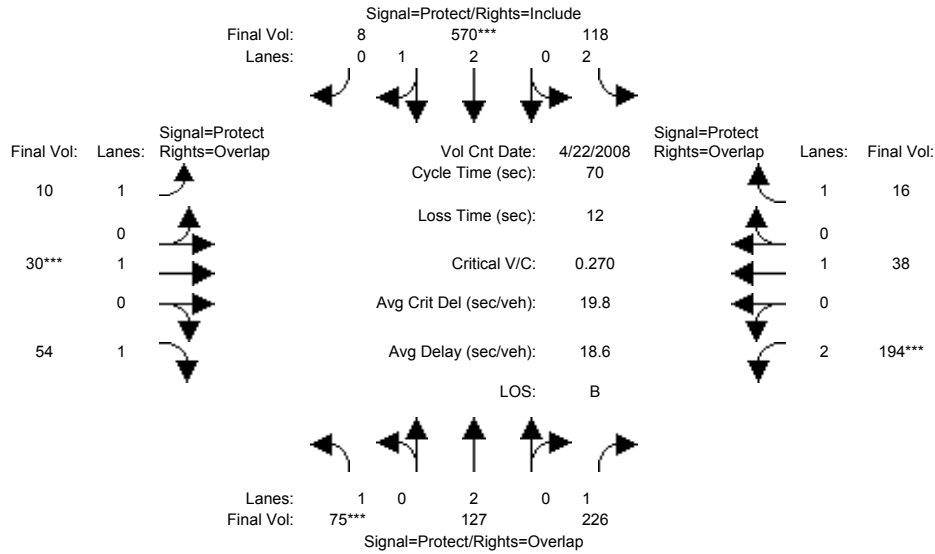 Signal=Protect/Rights=Include
Final Vol: 8 570*** 118
Lanes: 0 1 2 0 2
Signal=Protect
Final Vol: Lanes: Rights=Overlap
Vol Cnt Date: 4/22/2008
Signal=Protect
Rights=Overlap Lanes: Final Vol:
Cycle Time (sec): 70
10 1
1 16
Loss Time (sec): 12
0
0
30*** 1
Critical V/C: 0.270
1 38
0
Avg Crit Del (sec/veh): 19.8
0
54 1
Avg Delay (sec/veh): 18.6
2 194***
LOS: B
Lanes: 1 0 2 0 1
Final Vol: 75*** 127 226
Signal=Protect/Rights=Overlap